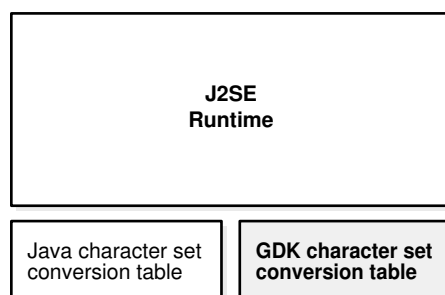 J2SE
Runtime
Java character set
conversion table
GDK character set
conversion table